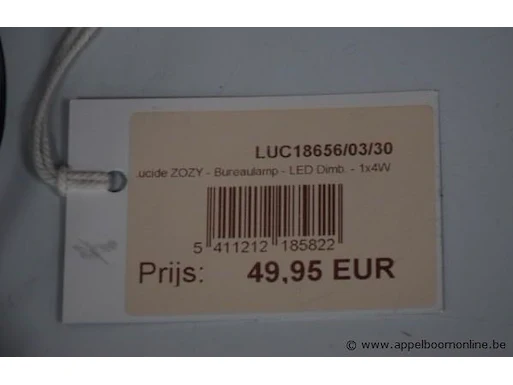 LUC18656/03/30
.ucide ZOZY - Bureaulamp - LED Dimb. - 1x4W
5 411212 185822
Prijs: 49,95 EUR
© www.appelboomonline.be